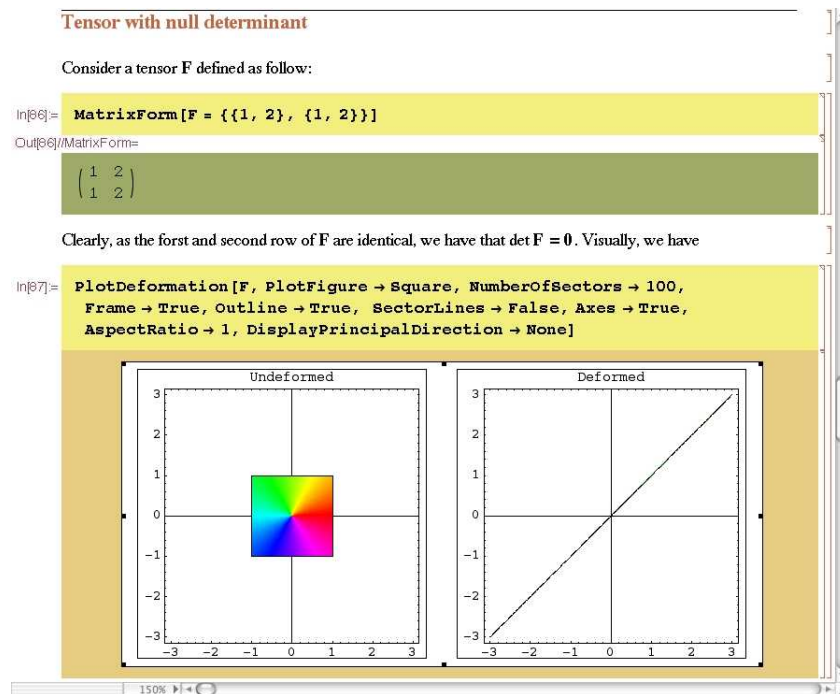 Tensor with null determinant
Consider a tensor F defined as follow:
In[86]:= MatrixForm[F = {{1, 2}, {1, 2}}]
Out[86]//MatrixForm=
( 1 2 )
( 1 2 )
Clearly, as the forst and second row of F are identical, we have that det F = 0. Visually, we have
In[87]:= PlotDeformation[F, PlotFigure → Square, NumberOfSectors → 100,
Frame → True, Outline → True, SectorLines → False, Axes → True,
AspectRatio → 1, DisplayPrincipalDirection → None]
Undeformed
3
2
1
0
-1
-2
-3
-3 -2 -1 0 1 2 3
Deformed
3
2
1
0
-1
-2
-3
-3 -2 -1 0 1 2 3
150%